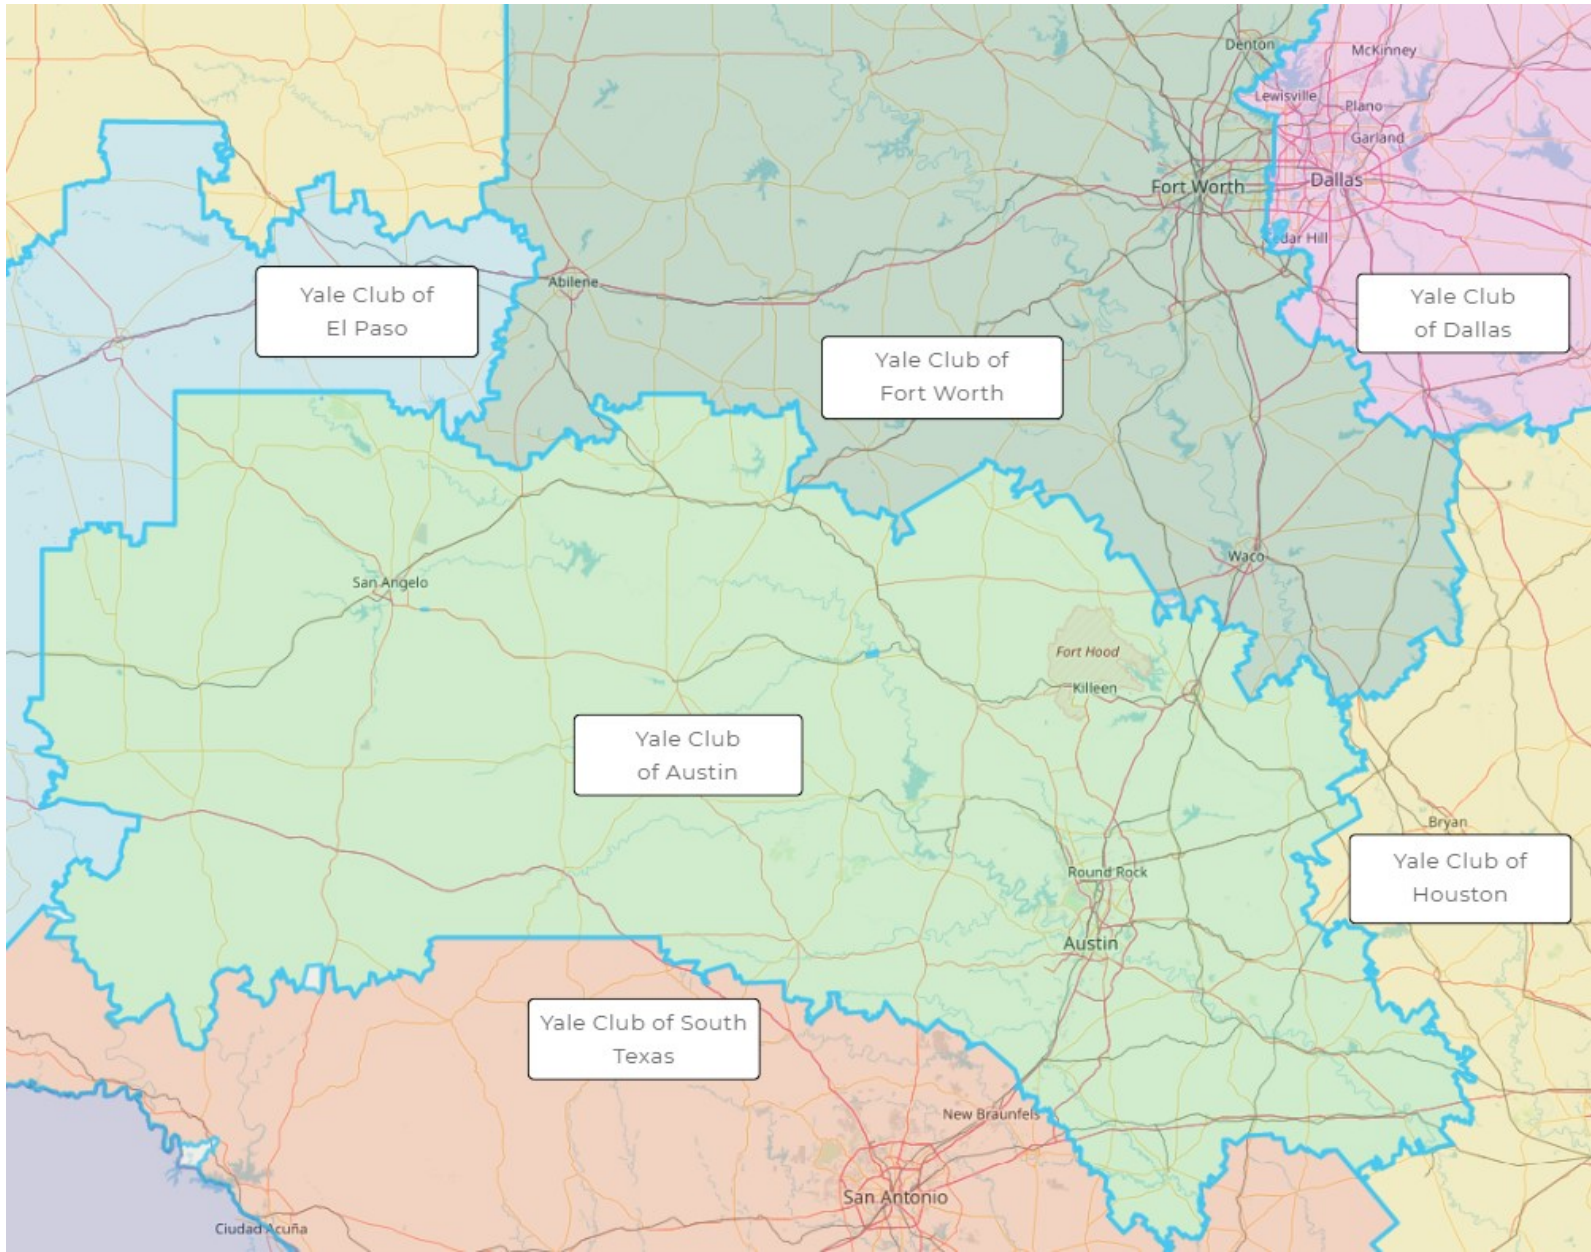 Denton
McKinney
Lewisville
Plano
Garland
Fort Worth
Dallas
edar Hill
Abilene
Yale Club of
El Paso
Yale Club
of Dallas
Yale Club of
Fort Worth
Waco
San Angelo
Fort Hood
Killeen
Yale Club
of Austin
Bryan
Yale Club of
Houston
Round Rock
Austin
Yale Club of South
Texas
New Braunfels
San Antonio
Ciudad Acuña